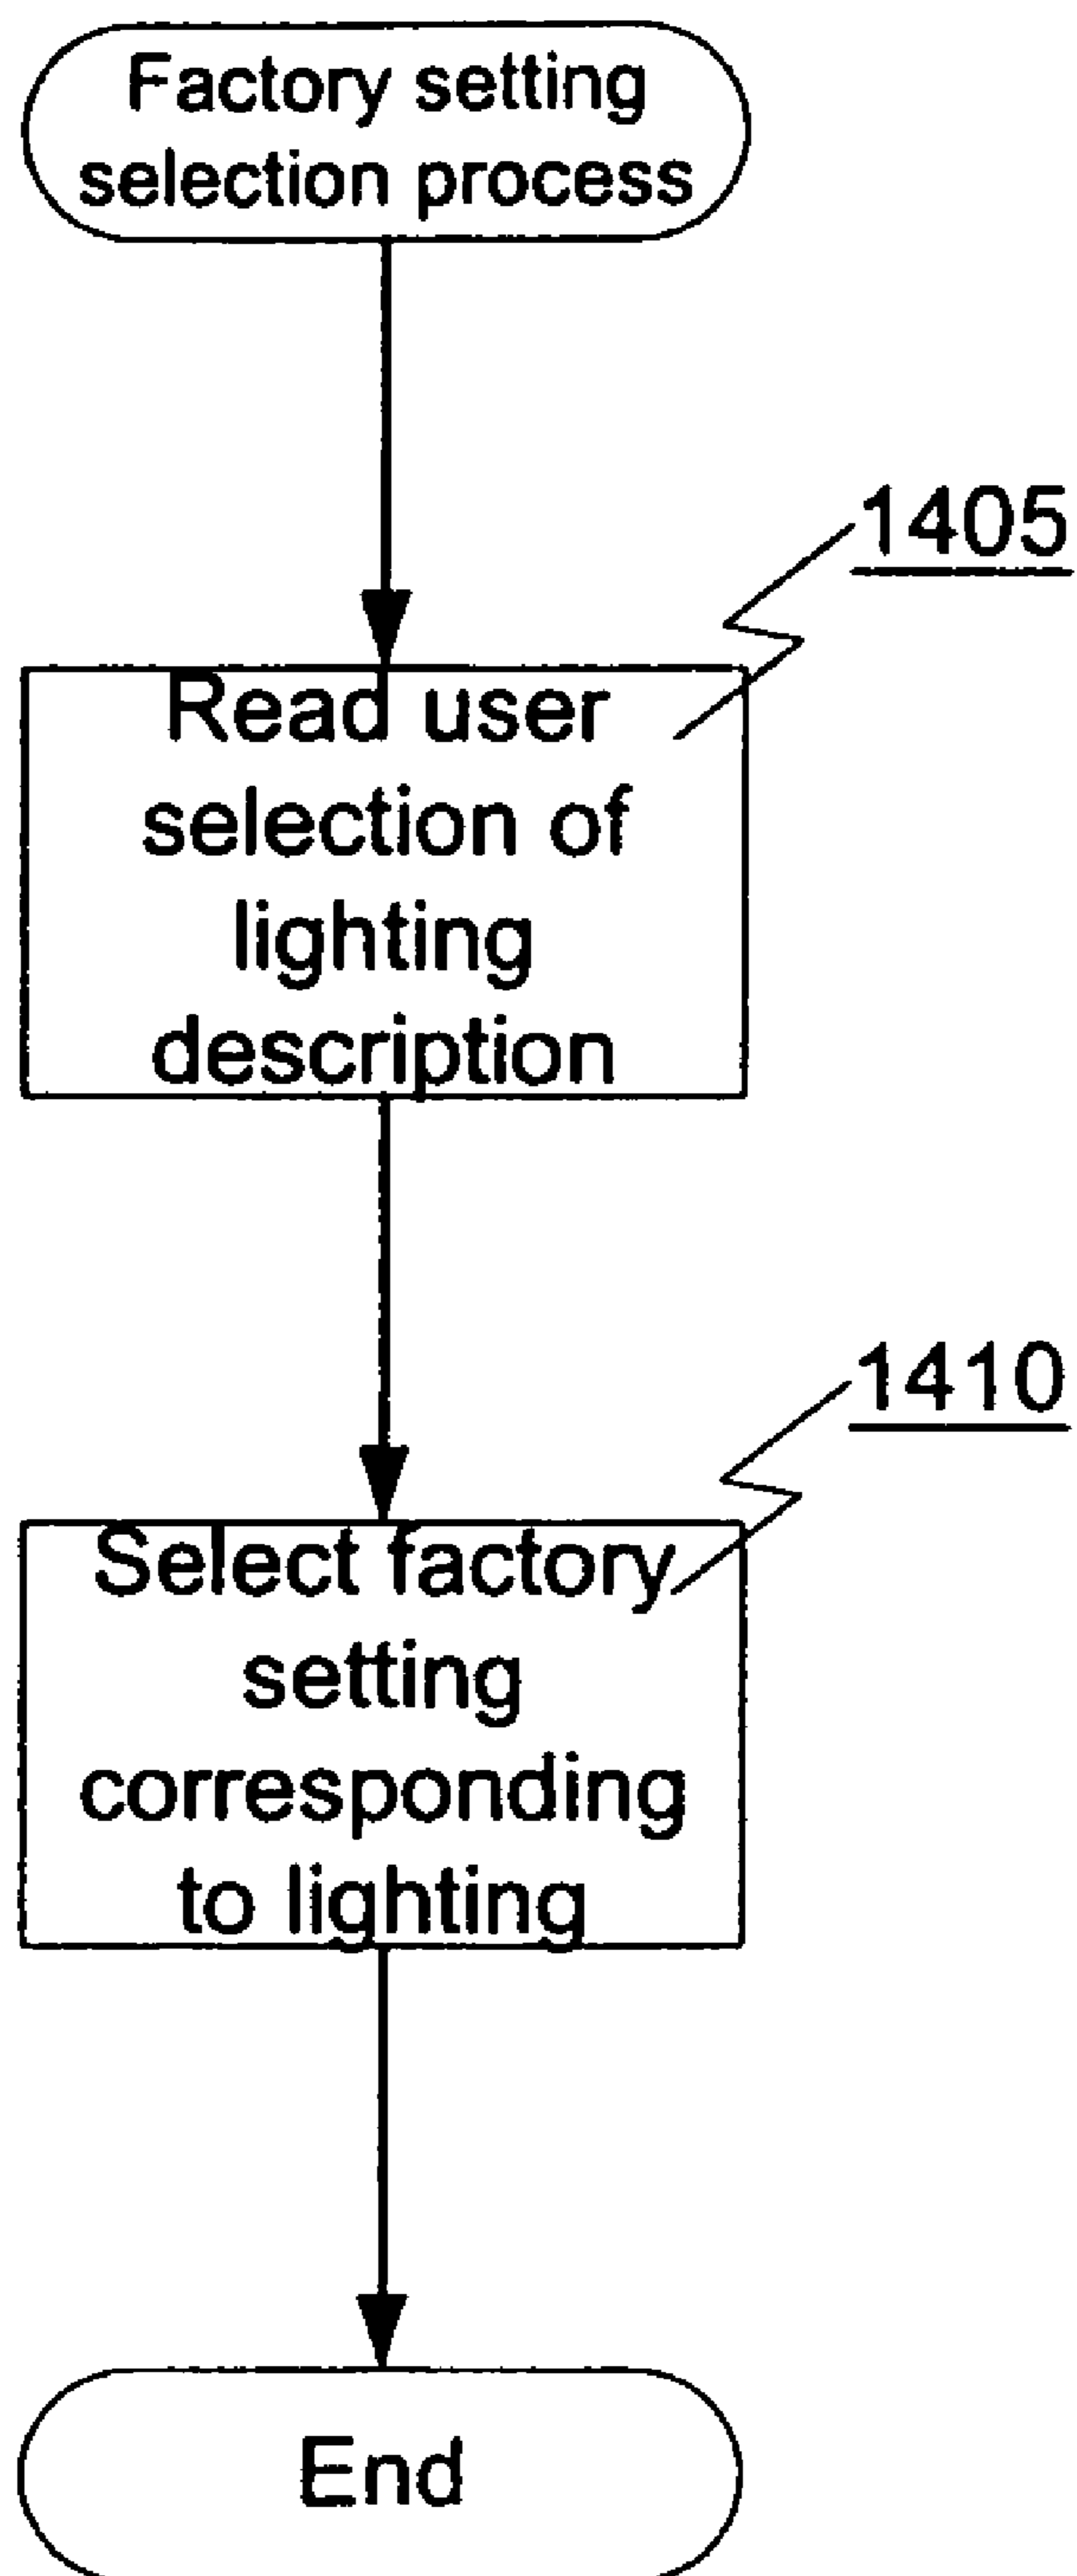 Factory setting
selection process
1405
Read user
selection of
lighting
description
1410
Select factory
setting
corresponding
to lighting
End